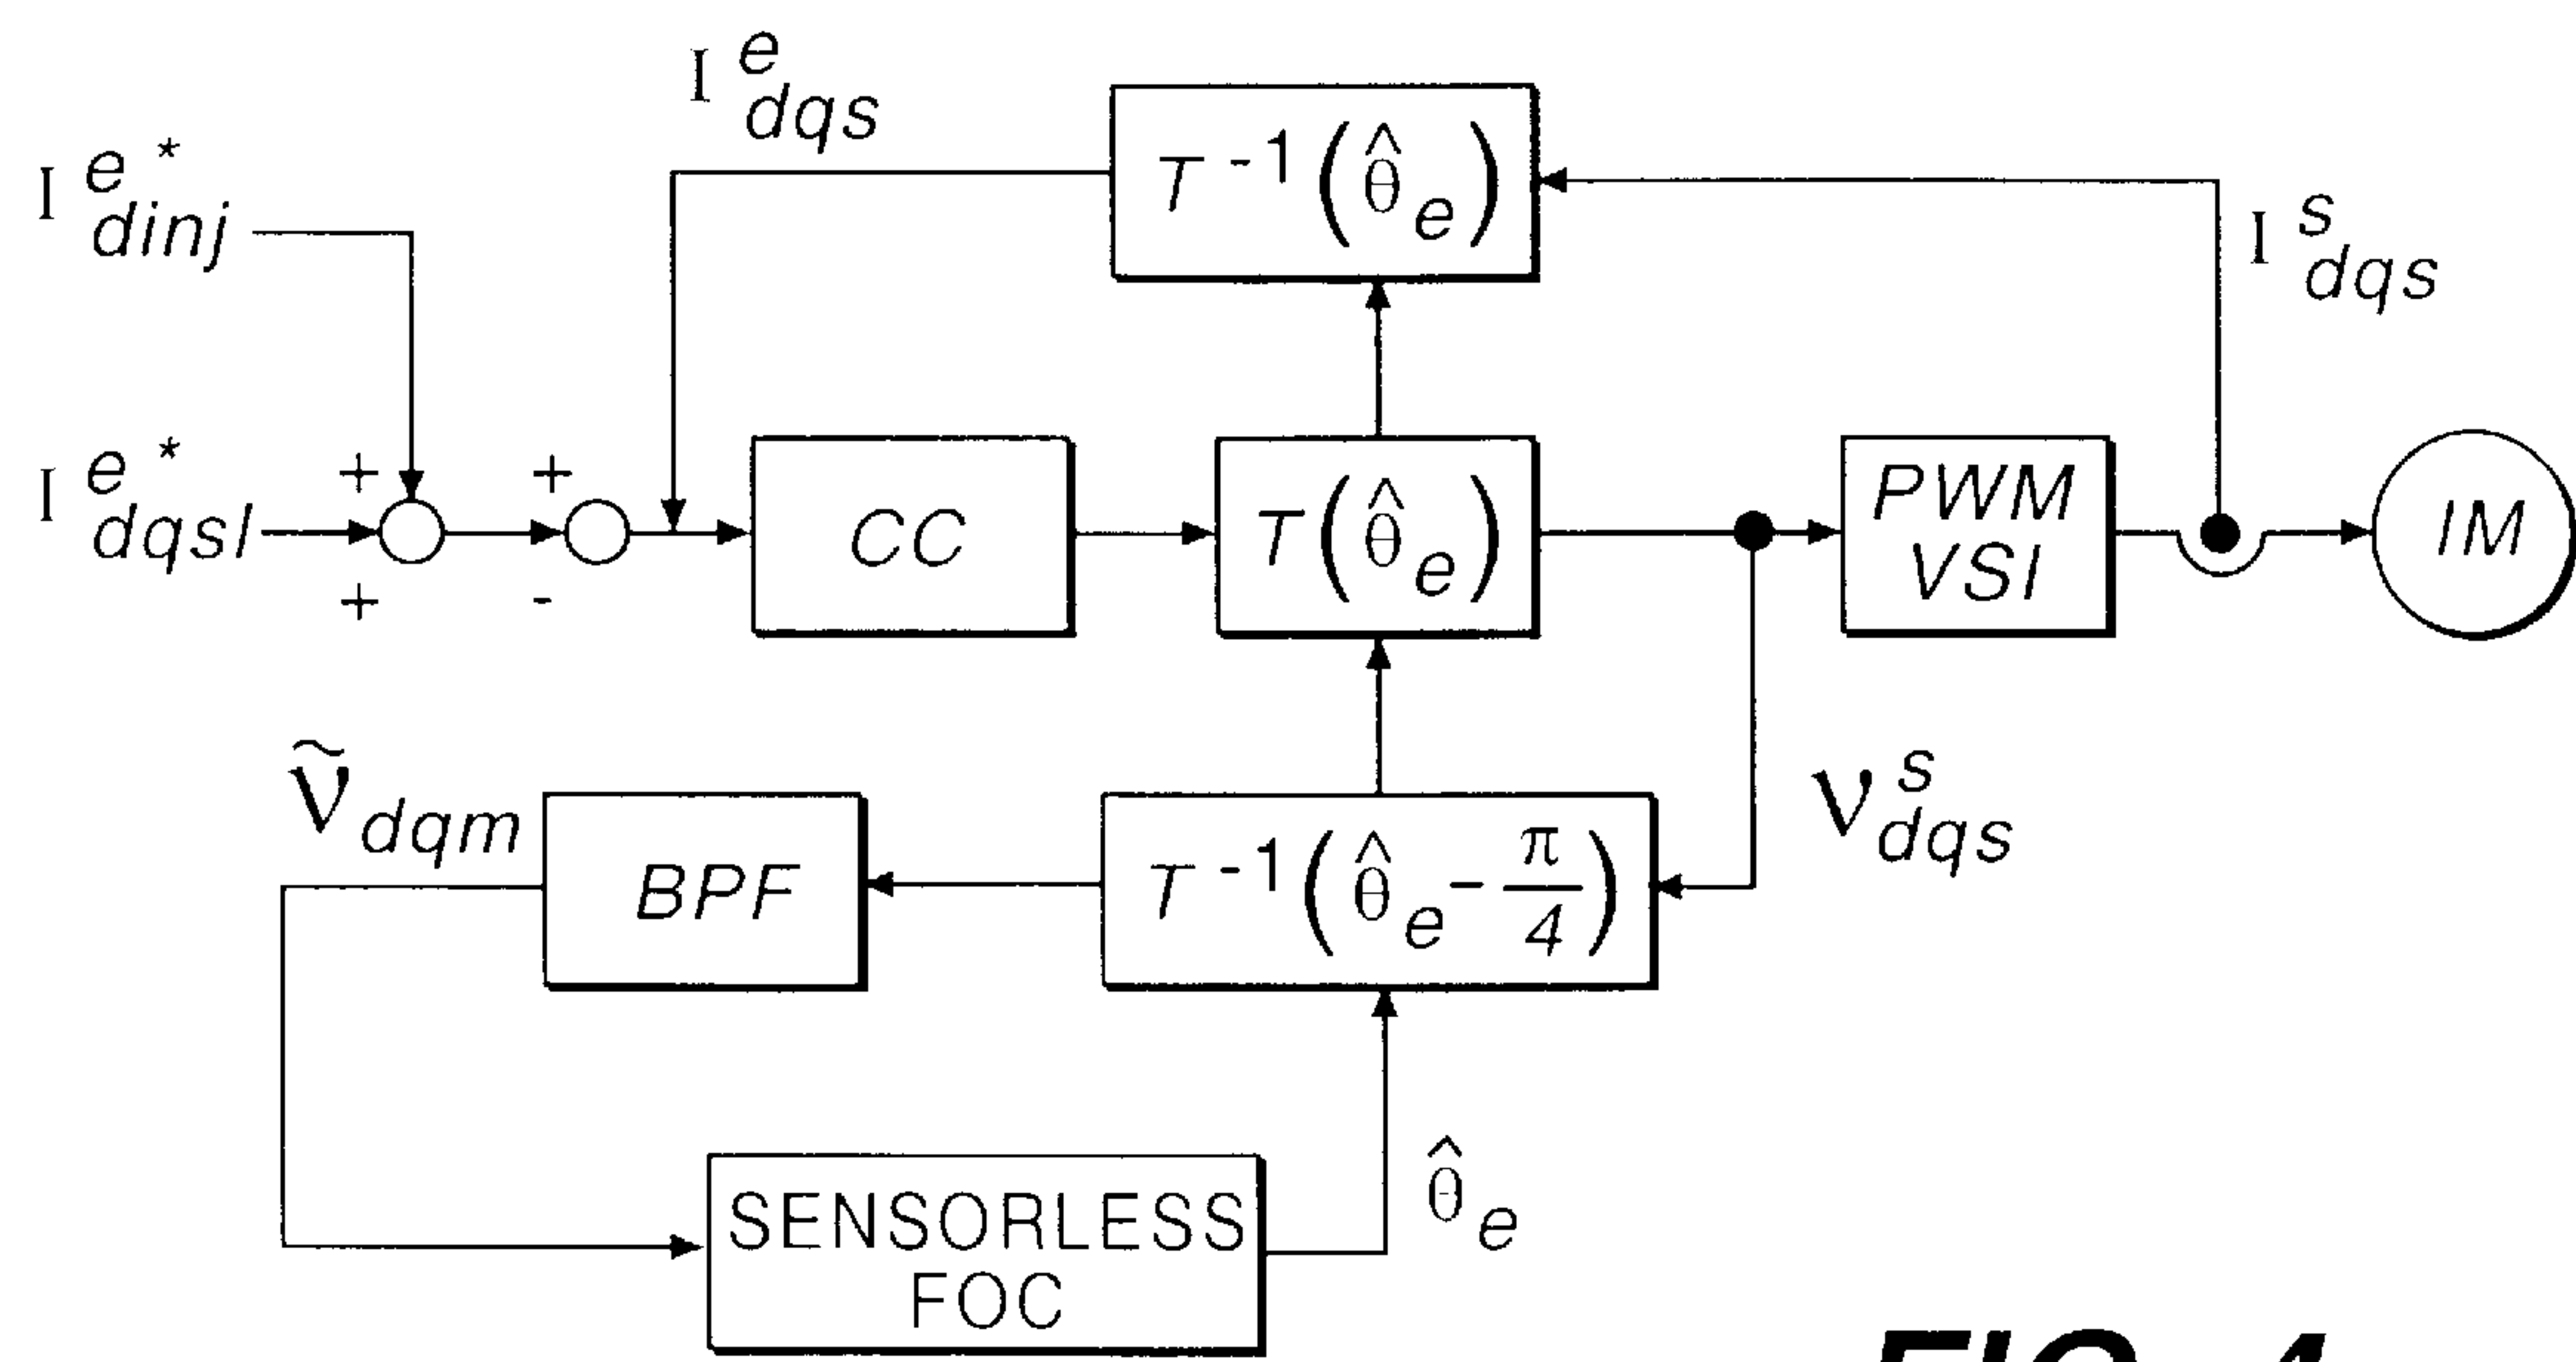 I e dqs
I e* dinj
T -1 (θ̂ e)
I s dqs
I e* dqsl
+
+
+
-
CC
T(θ̂ e)
PWM
VSI
IM
ṽ dqm
BPF
T -1 (θ̂ e - π/4)
v s dqs
SENSORLESS
FOC
θ̂ e